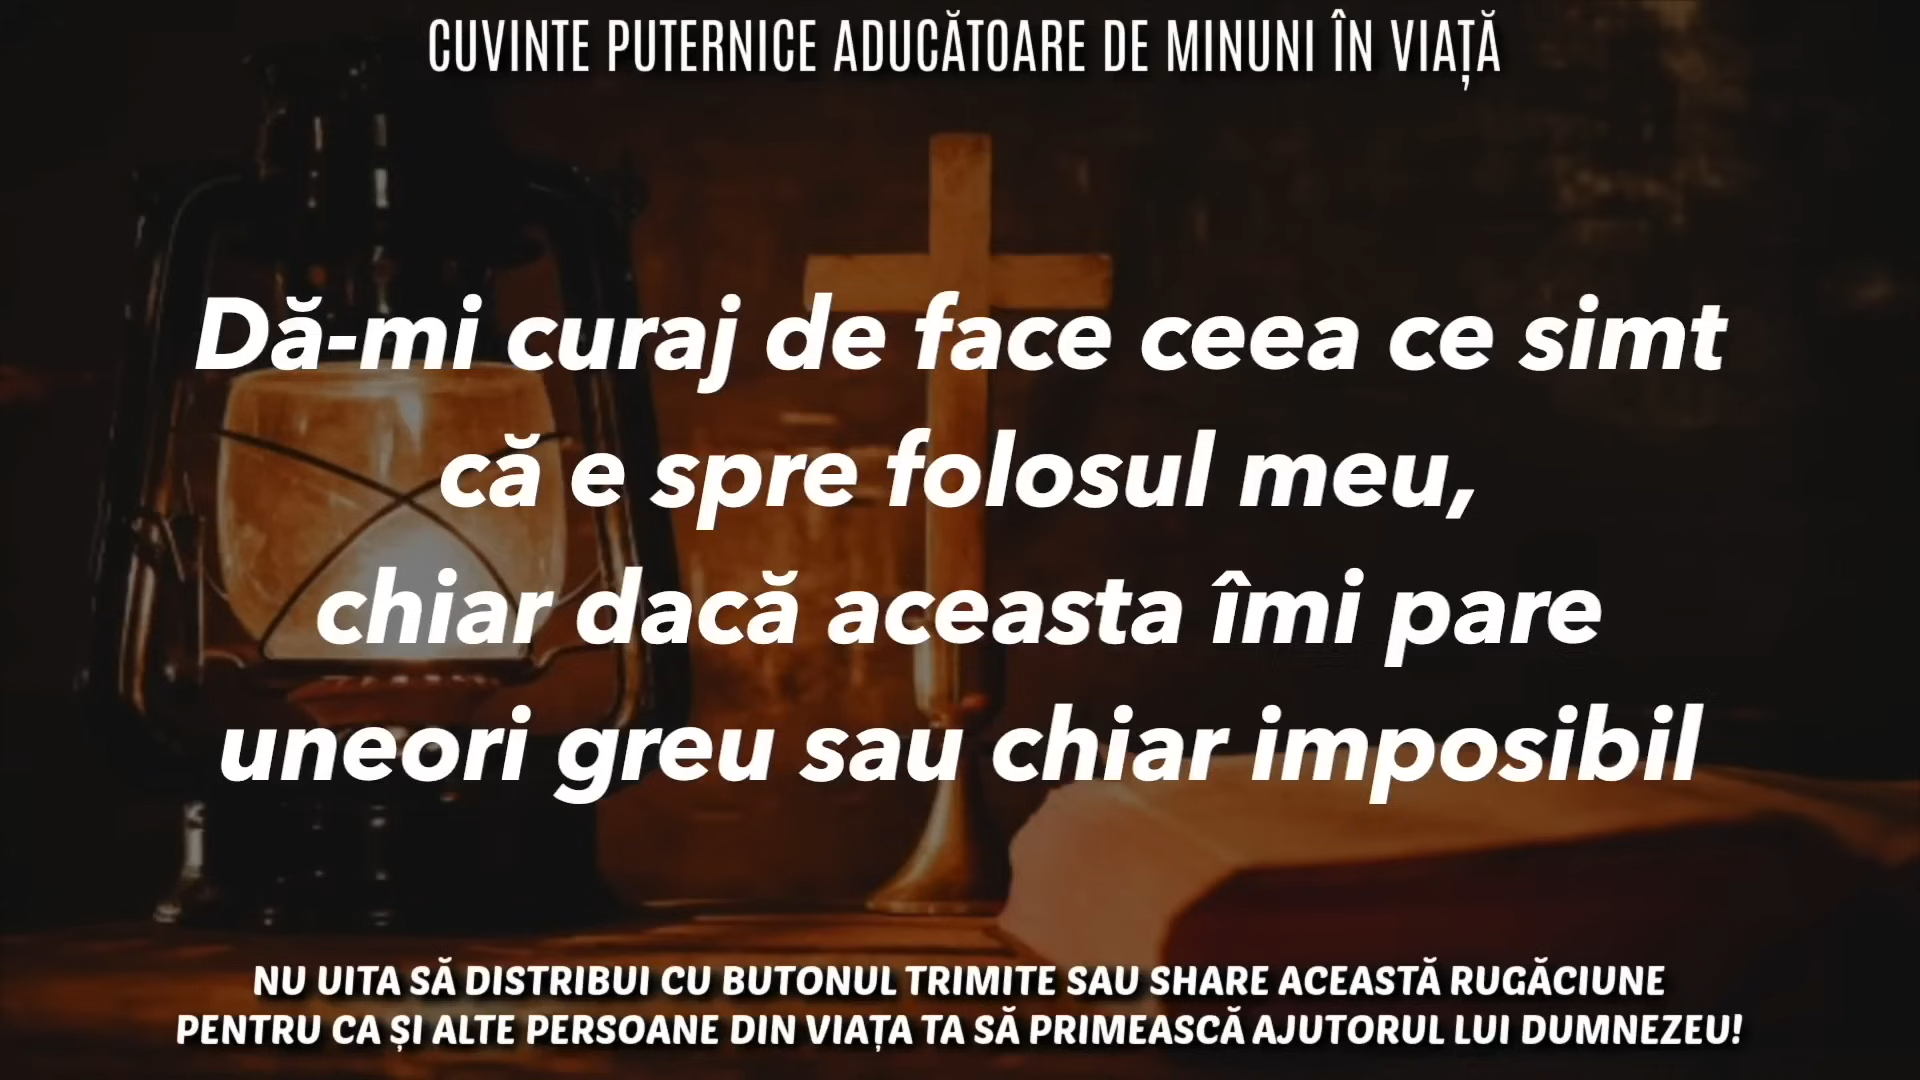 CUVINTE PUTERNICE ADUCĂTOARE DE MINUNI ÎN VIAȚĂ
Dă-mi curaj de face ceea ce simt
că e spre folosul meu,
chiar dacă aceasta îmi pare
uneori greu sau chiar imposibil
NU UITA SĂ DISTRIBUI CU BUTONUL TRIMITE SAU SHARE ACEASTĂ RUGĂCIUNE
PENTRU CA ȘI ALTE PERSOANE DIN VIAȚA TA SĂ PRIMEASCĂ AJUTORUL LUI DUMNEZEU!